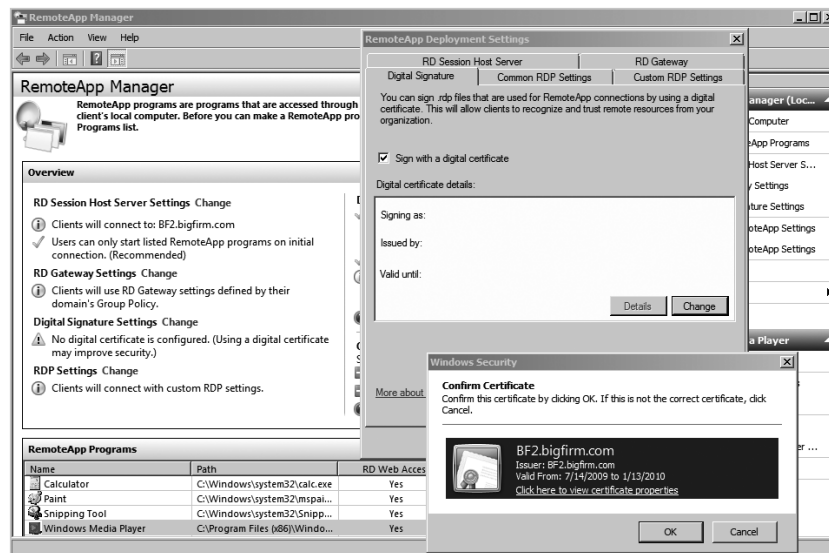 RemoteApp Manager
File Action View Help
RemoteApp Manager
RemoteApp programs are programs that are accessed through
client's local computer. Before you can make a RemoteApp pro
Programs list.
Overview
RD Session Host Server Settings Change
Clients will connect to: BF2.bigfirm.com
Users can only start listed RemoteApp programs on initial
connection. (Recommended)
RD Gateway Settings Change
Clients will use RD Gateway settings defined by their
domain's Group Policy.
Digital Signature Settings Change
No digital certificate is configured. (Using a digital certificate
may improve security.)
RDP Settings Change
Clients will connect with custom RDP settings.
RemoteApp Programs
Name Path RD Web Acces
Calculator C:\Windows\system32\calc.exe Yes
Paint C:\Windows\system32\mspai... Yes
Snipping Tool C:\Windows\system32\Snipp... Yes
Windows Media Player C:\Program Files (x86)\Windo... Yes
RemoteApp Deployment Settings
RD Session Host Server RD Gateway
Digital Signature Common RDP Settings Custom RDP Settings
You can sign .rdp files that are used for RemoteApp connections by using a digital
certificate. This will allow clients to recognize and trust remote resources from your
organization.
Sign with a digital certificate
Digital certificate details:
Signing as:
Issued by:
Valid until:
Details Change
More about
anager (Loc...
Computer
eApp Programs
Host Server S...
y Settings
ature Settings
oteApp Settings
oteApp Settings
a Player
er ...
Windows Security
Confirm Certificate
Confirm this certificate by clicking OK. If this is not the correct certificate, click
Cancel.
BF2.bigfirm.com
Issuer: BF2.bigfirm.com
Valid From: 7/14/2009 to 1/13/2010
Click here to view certificate properties
OK Cancel